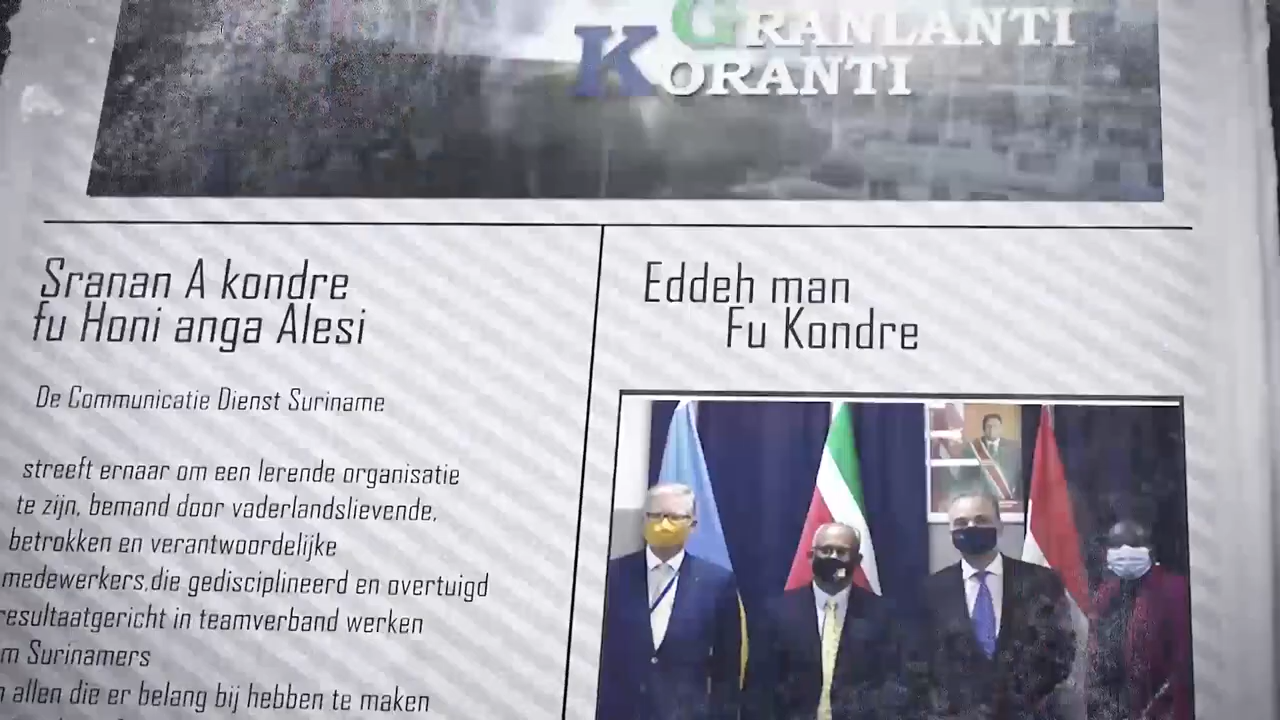 GRANLANTI
KORANTI
Sranan A kondre
fu Honi anga Alesi
De Communicatie Dienst Suriname
streeft ernaar om een lerende organisatie
te zijn, bemand door vaderlandslievende,
betrokken en verantwoordelijke
medewerkers,die gedisciplineerd en overtuigd
resultaatgericht in teamverband werken
Surinamers
allen die er belang bij hebben te maken
Eddeh man
Fu Kondre